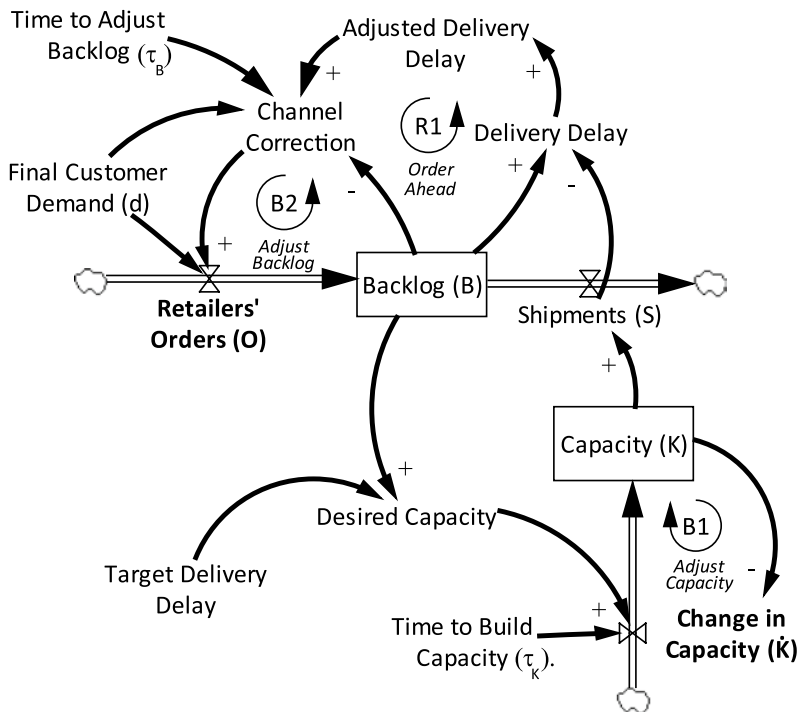 Time to Adjust
Backlog (τB)
Adjusted Delivery
Delay
+
+
Channel
Correction
R1
Order
Ahead
Delivery Delay
+
-
Final Customer
Demand (d)
-
B2
Adjust
Backlog
+
Backlog (B)
Retailers'
Orders (O)
Shipments (S)
+
Capacity (K)
+
Desired Capacity
B1
Adjust
Capacity
Target Delivery
Delay
-
+
Time to Build
Capacity (τK).
Change in
Capacity (K̇)